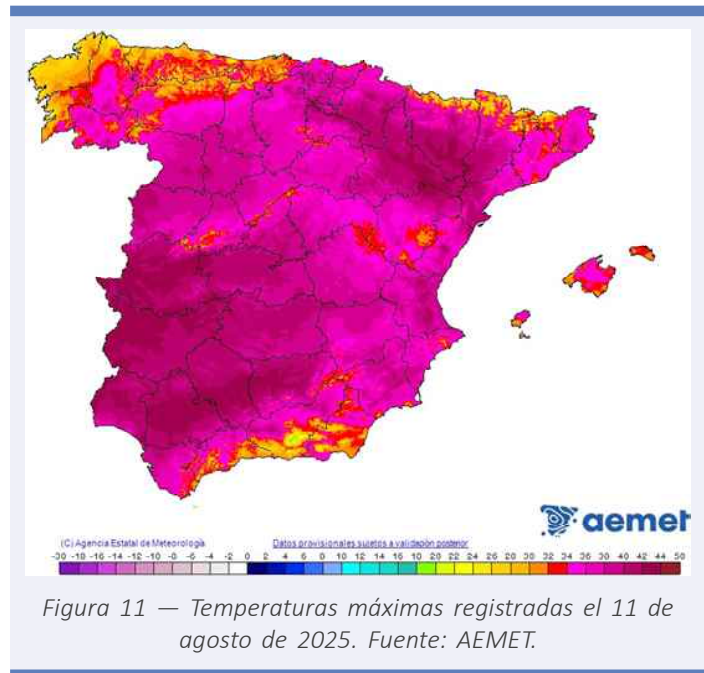 aemet
(C) Agencia Estatal de Meteorología
Datos provisionales sujetos a validación posterior
-30 -18 -16 -14 -12 -10 -8 -6 -4 -2 0 2 4 6 8 10 12 14 16 18 20 22 24 26 28 30 32 34 36 38 40 42 44 50
Figura 11 — Temperaturas máximas registradas el 11 de
agosto de 2025. Fuente: AEMET.